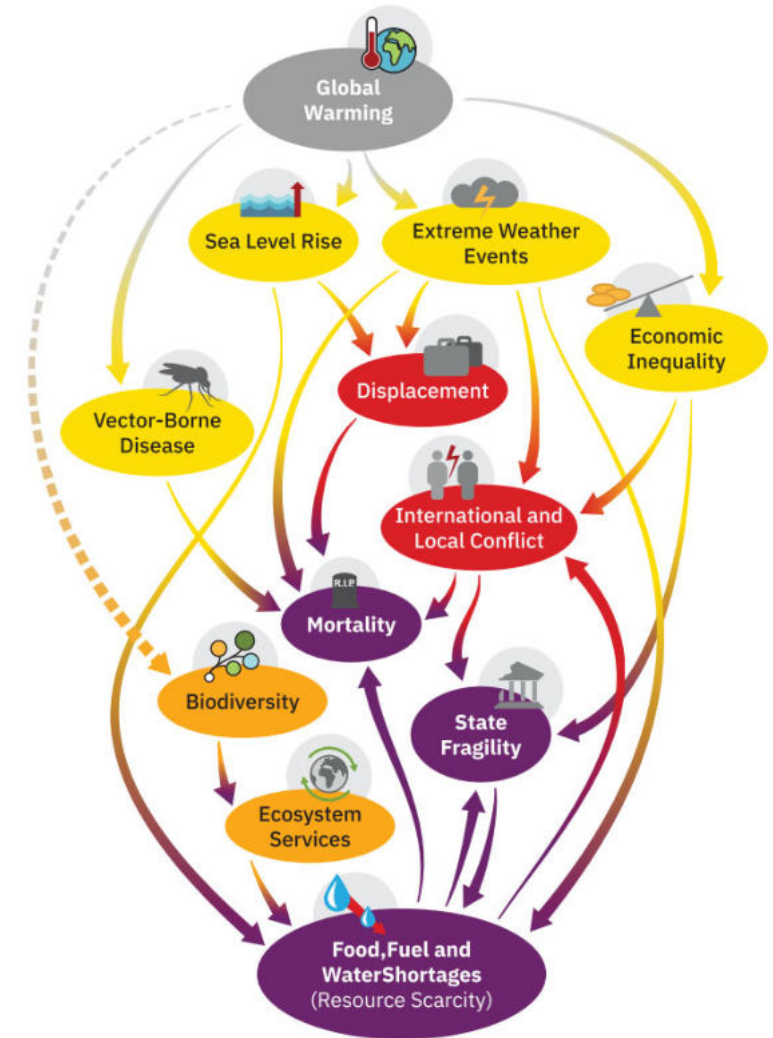 Global
Warming
Sea Level Rise
Extreme Weather
Events
Economic
Inequality
Displacement
Vector-Borne
Disease
International and
Local Conflict
R.I.P
Mortality
Biodiversity
State
Fragility
Ecosystem
Services
Food,Fuel and
WaterShortages
(Resource Scarcity)